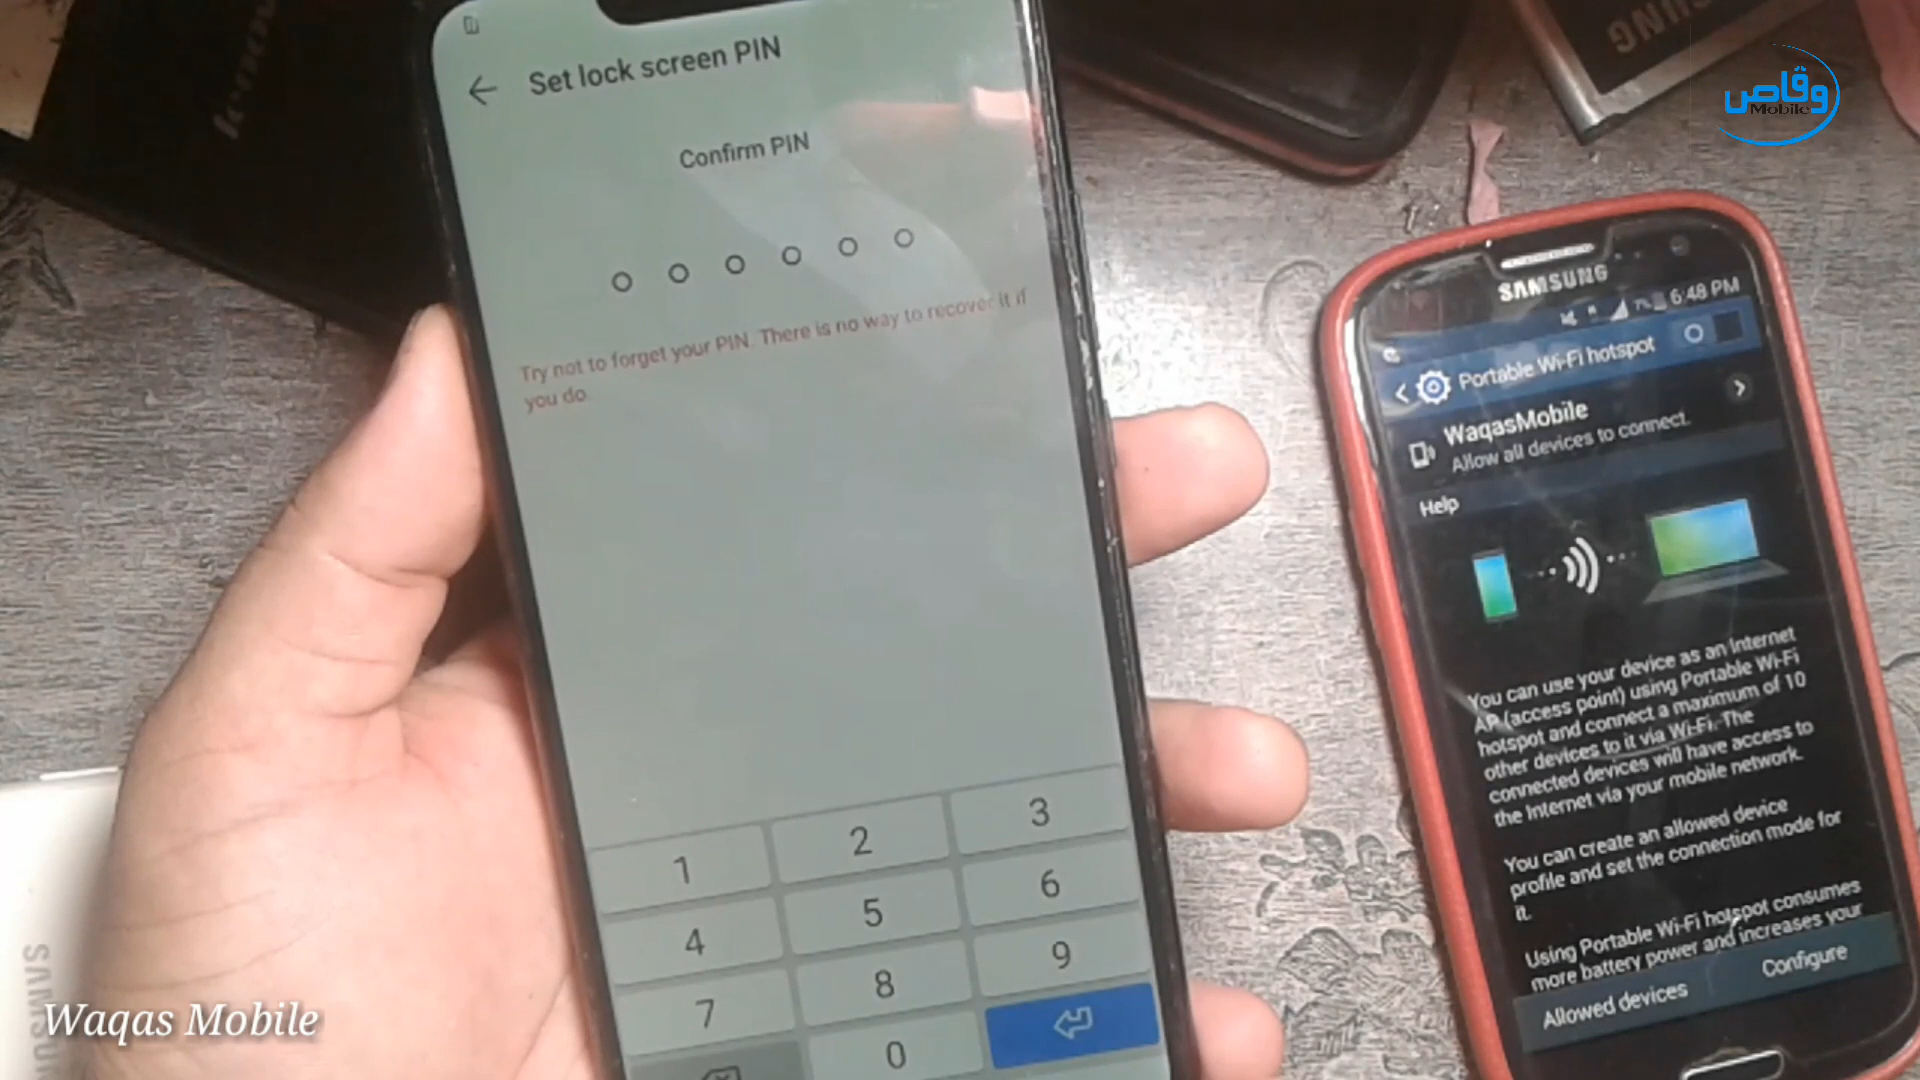 Set lock screen PIN
Confirm PIN
Try not to forget your PIN. There is no way to recover it if
you do.
1
2
3
4
5
6
7
8
9
0
SAMSUNG
وقاص
Mobile
SAMSUNG
7% 6:48 PM
Portable Wi-Fi hotspot
WaqasMobile
Allow all devices to connect.
Help
You can use your device as an Internet
AP (access point) using Portable Wi-Fi
hotspot and connect a maximum of 10
other devices to it via Wi-Fi. The
connected devices will have access to
the Internet via your mobile network.
You can create an allowed device
profile and set the connection mode for
it.
Using Portable Wi-Fi hotspot consumes
more battery power and increases your
Allowed devices
Configure
Waqas Mobile